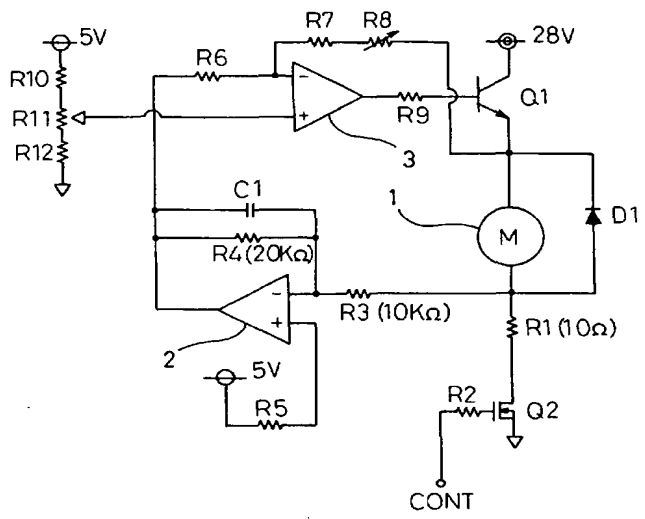 5V
R7
R8
28V
R6
R10
R11
R12
−
+
3
R9
Q1
C1
1
M
D1
R4(20KΩ)
−
+
2
R3(10KΩ)
R1(10Ω)
5V
R5
R2
Q2
CONT